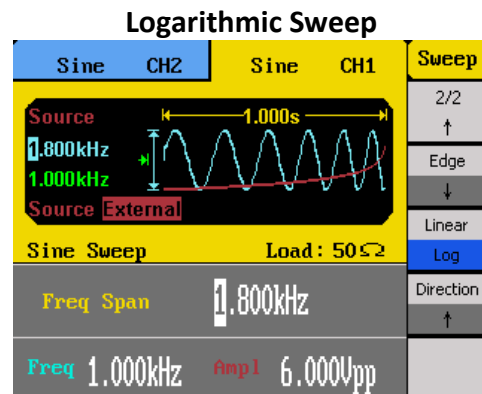 Logarithmic Sweep
Sine CH2 Sine CH1 Sweep
2/2
Source 1.000s
1.800kHz
Edge
1.000kHz
Source External
Linear
Sine Sweep Load: 50Ω
Log
Freq Span 1.800kHz
Direction
Freq 1.000kHz Ampl 6.000Vpp